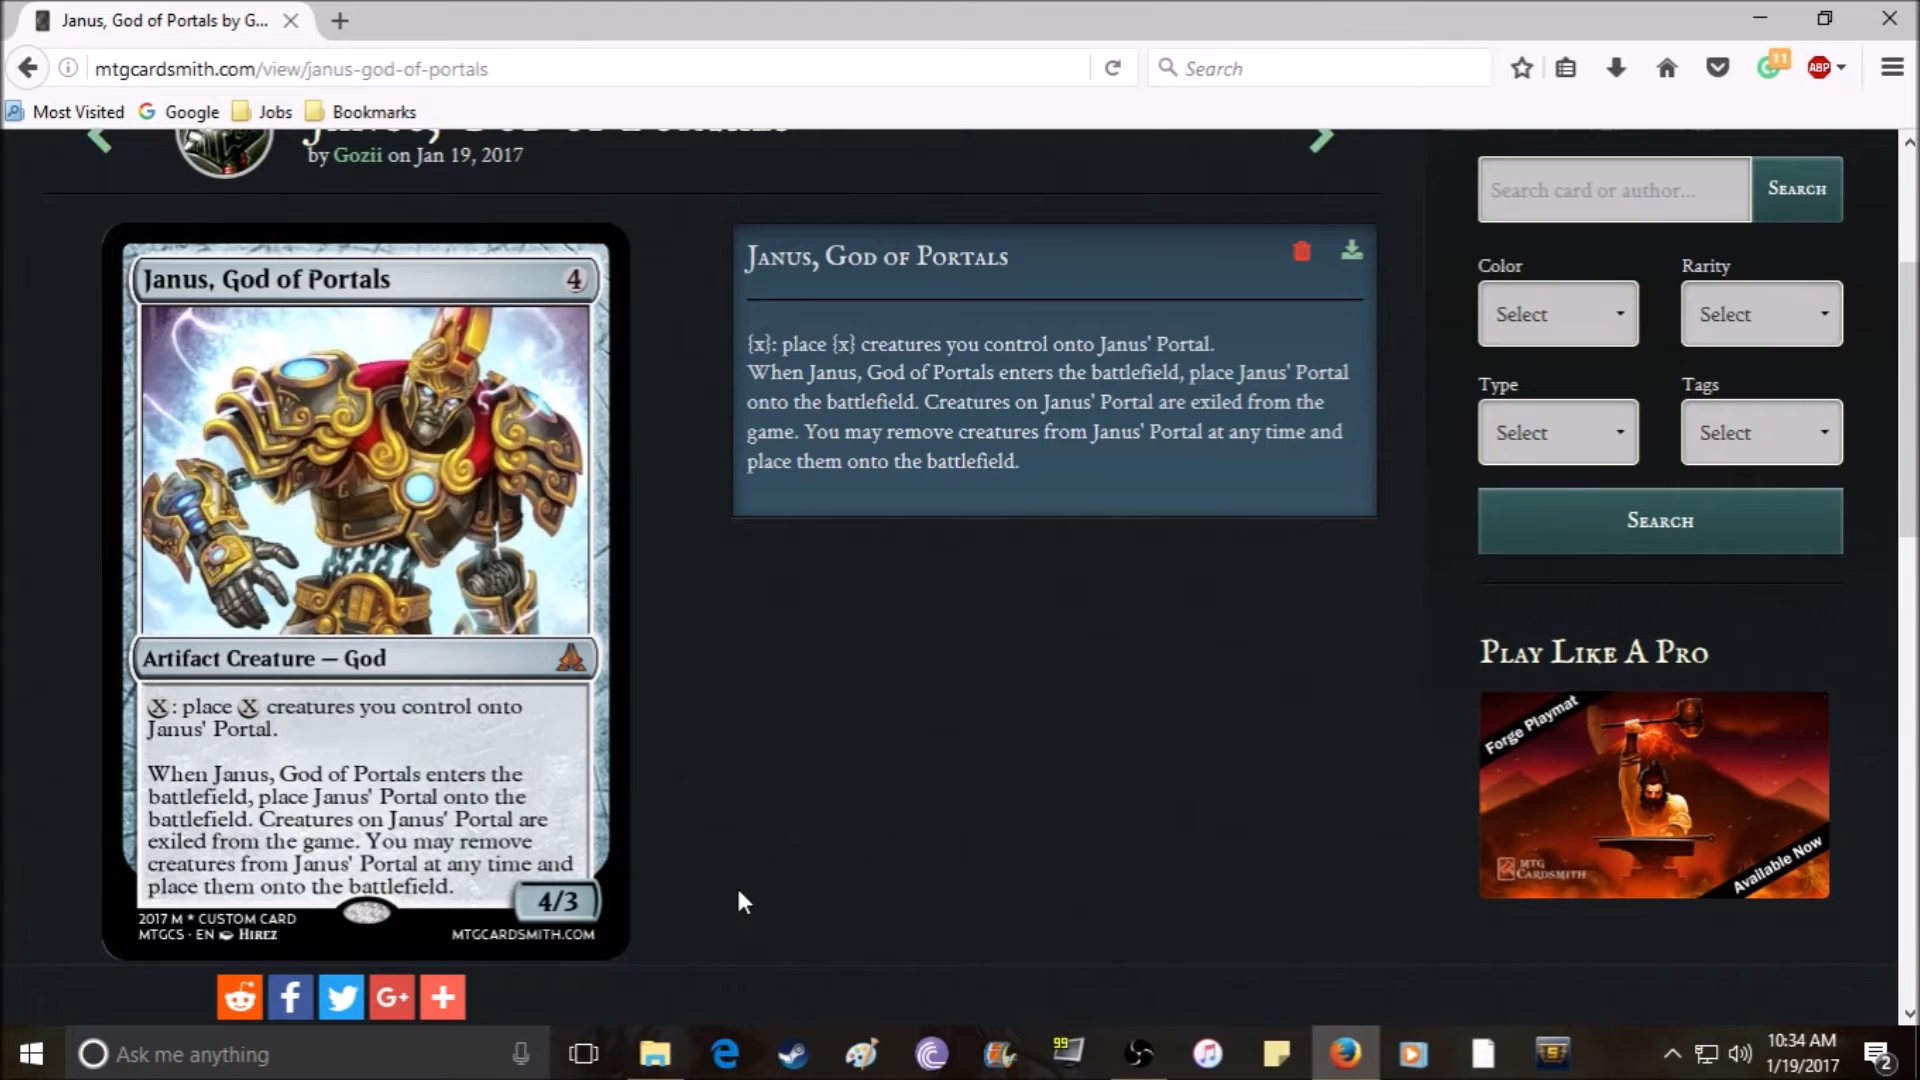 Janus, God of Portals by G...
mtgcardsmith.com/view/janus-god-of-portals
Search
11
ABP
Most Visited
Google
Jobs
Bookmarks
by Gozii on Jan 19, 2017
Search card or author...
Search
Color
Rarity
Select
Select
Type
Tags
Select
Select
Search
Janus, God of Portals
4
Artifact Creature — God
X: place X creatures you control onto
Janus' Portal.
When Janus, God of Portals enters the
battlefield, place Janus' Portal onto the
battlefield. Creatures on Janus' Portal are
exiled from the game. You may remove
creatures from Janus' Portal at any time and
place them onto the battlefield.
4/3
2017 M * CUSTOM CARD
MTGCS · EN HIREZ
MTGCARDSMITH.COM
Janus, God of Portals
{x}: place {x} creatures you control onto Janus' Portal.
When Janus, God of Portals enters the battlefield, place Janus' Portal
onto the battlefield. Creatures on Janus' Portal are exiled from the
game. You may remove creatures from Janus' Portal at any time and
place them onto the battlefield.
Play Like A Pro
Forge Playmat
MTG
Cardsmith
Available Now
G+
Ask me anything
99
10:34 AM
1/19/2017
2